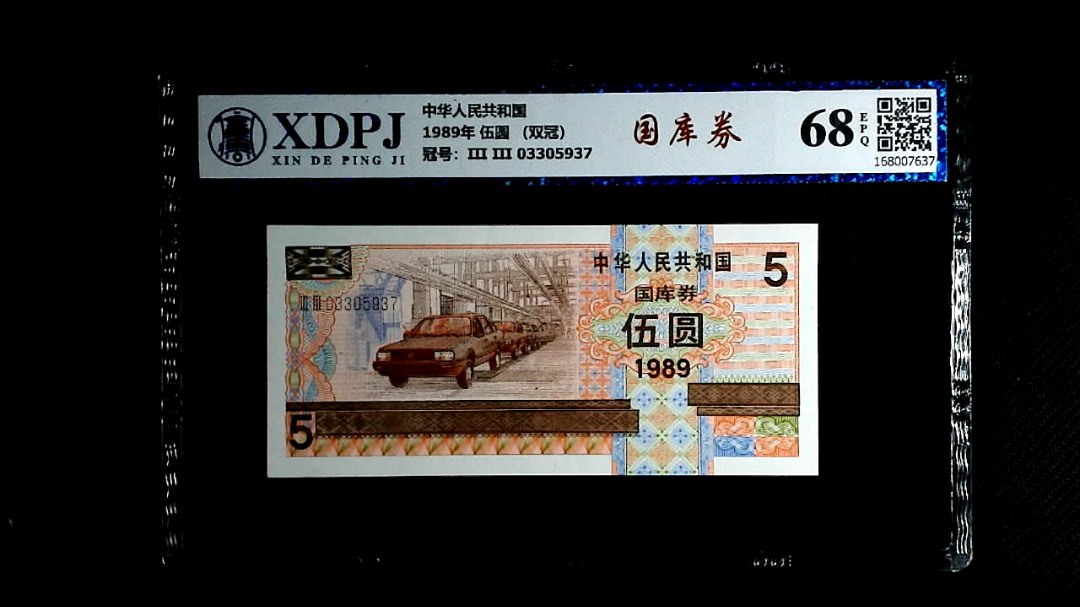 XDPJ
XIN DE PING JI
中华人民共和国
1989年 伍圆 （双冠）
冠号：III III 03305937
国库券
68
EPQ
168007637
中华人民共和国
5
国库券
III III 03305937
伍圆
1989
5